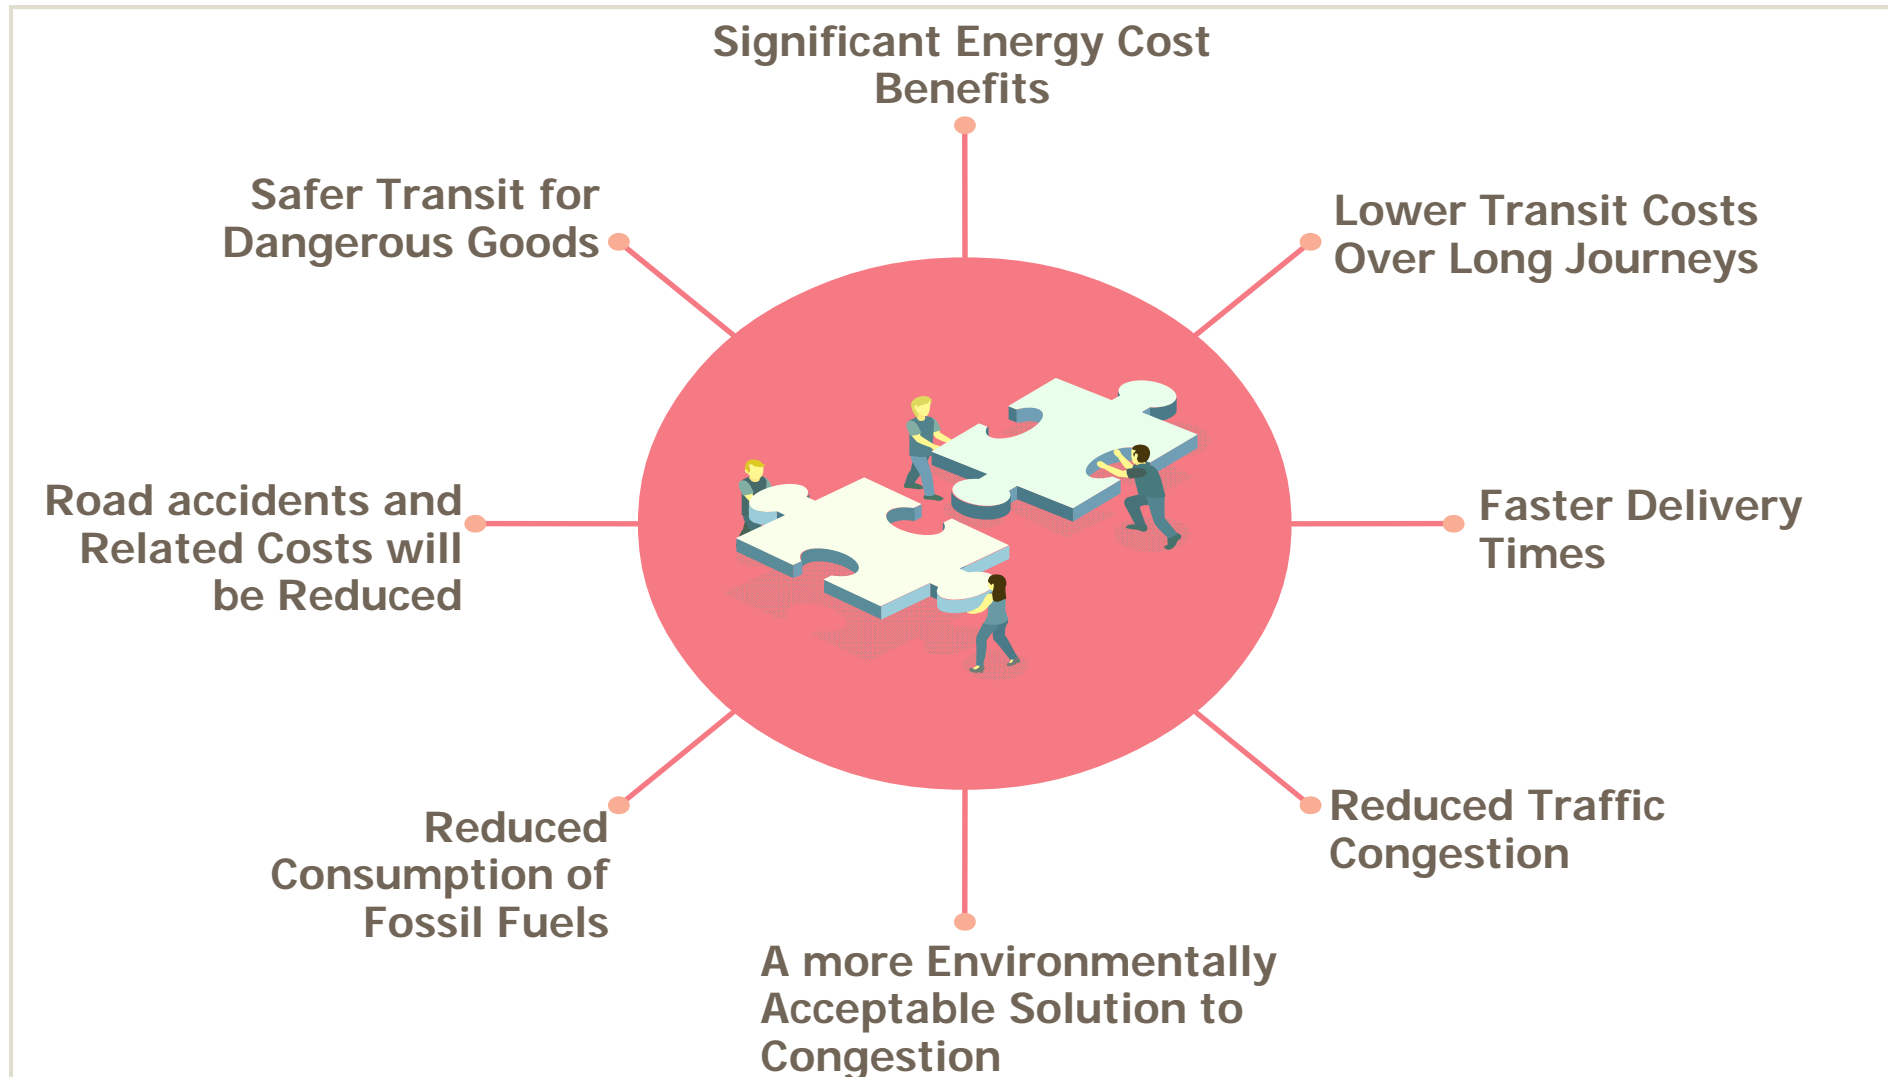 Significant Energy Cost
Benefits
Lower Transit Costs
Over Long Journeys
Faster Delivery
Times
Reduced Traffic
Congestion
A more Environmentally
Acceptable Solution to
Congestion
Reduced
Consumption of
Fossil Fuels
Road accidents and
Related Costs will
be Reduced
Safer Transit for
Dangerous Goods